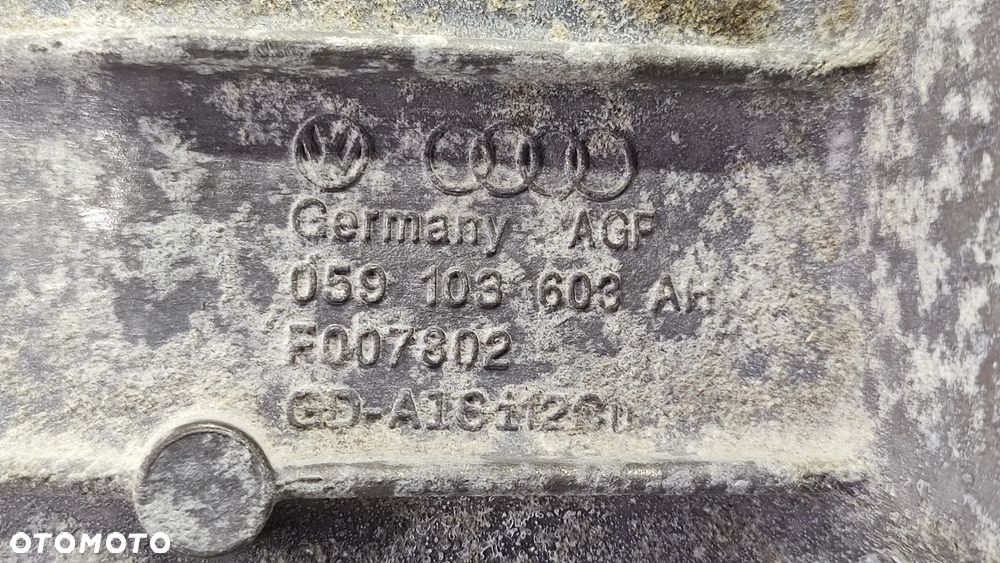 Germany AGF
059 103 603 AH
F007802
OTOMOTO